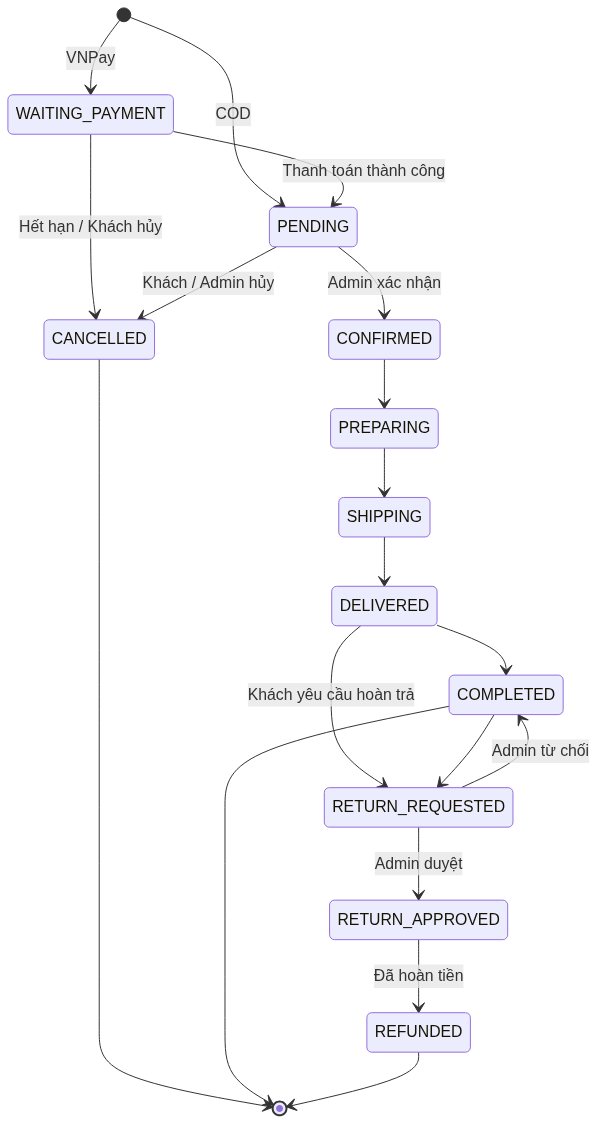 VNPay
WAITING_PAYMENT
COD
Thanh toán thành công
PENDING
Hết hạn / Khách hủy
Khách / Admin hủy
Admin xác nhận
CANCELLED
CONFIRMED
PREPARING
SHIPPING
DELIVERED
Khách yêu cầu hoàn trả
COMPLETED
Admin từ chối
RETURN_REQUESTED
Admin duyệt
RETURN_APPROVED
Đã hoàn tiền
REFUNDED